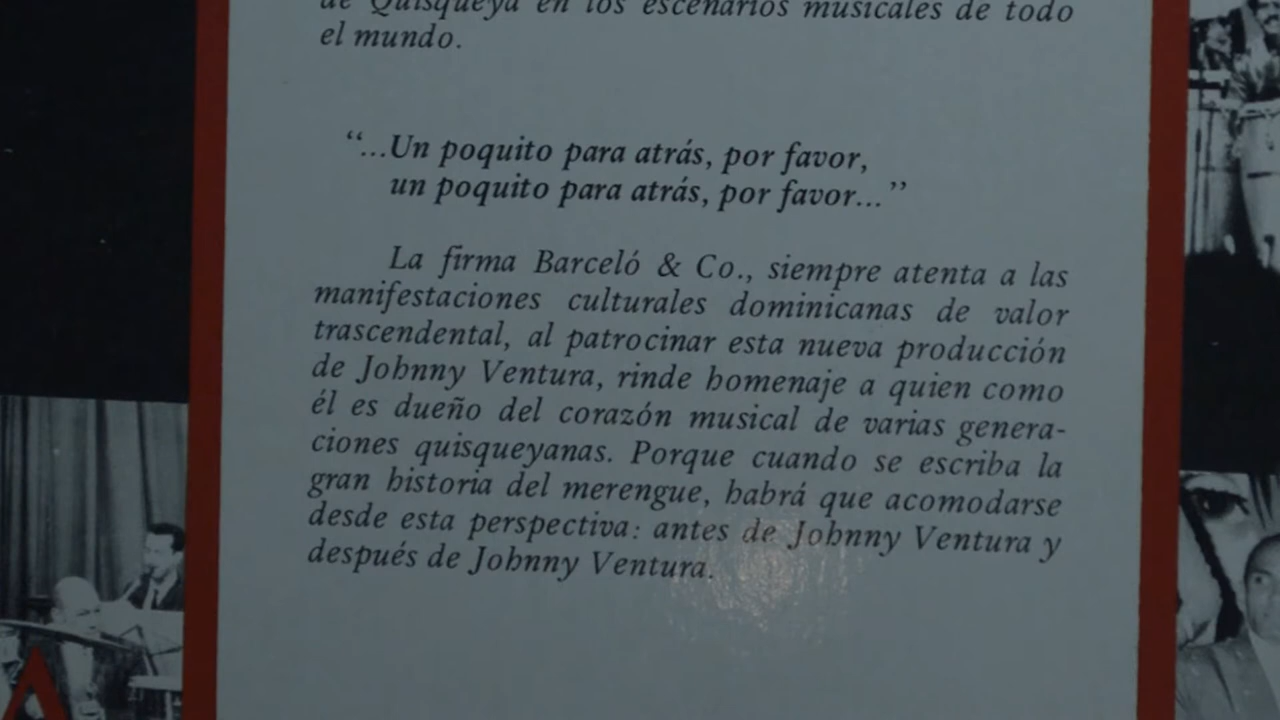 de Quisqueya en los escenarios musicales de todo
el mundo.
“...Un poquito para atrás, por favor,
un poquito para atrás, por favor...”
La firma Barceló & Co., siempre atenta a las
manifestaciones culturales dominicanas de valor
trascendental, al patrocinar esta nueva producción
de Johnny Ventura, rinde homenaje a quien como
él es dueño del corazón musical de varias genera-
ciones quisqueyanas. Porque cuando se escriba la
gran historia del merengue, habrá que acomodarse
desde esta perspectiva: antes de Johnny Ventura y
después de Johnny Ventura.